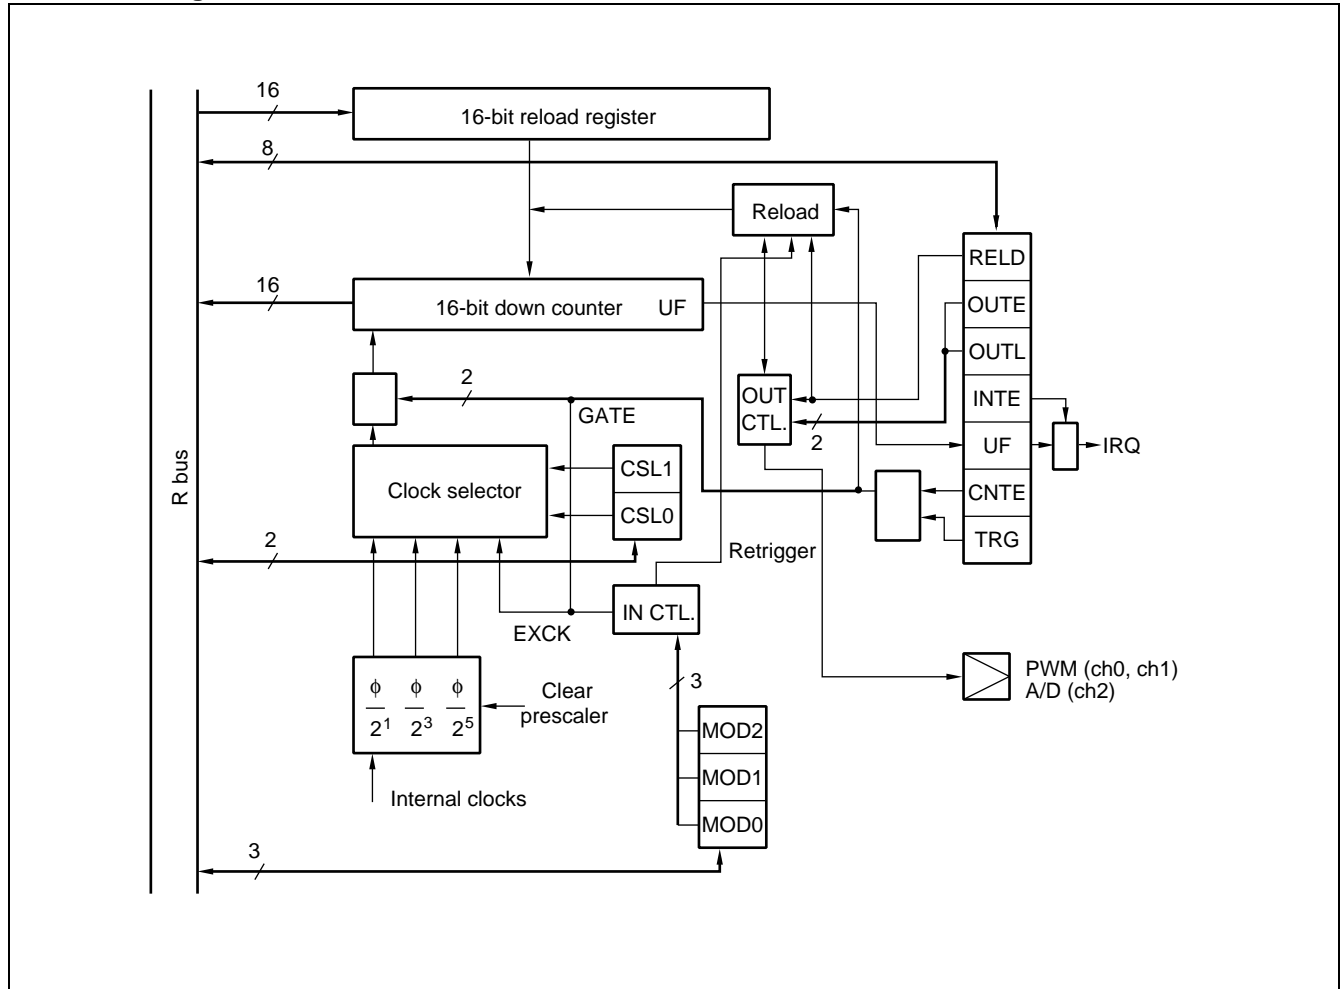 16
16-bit reload register
8
Reload
RELD
16
16-bit down counter UF
OUTE
OUTL
2
GATE
OUT
CTL.
2
INTE
UF
IRQ
R bus
Clock selector
CSL1
CSL0
CNTE
TRG
2
Retrigger
IN CTL.
EXCK
3
PWM (ch0, ch1)
A/D (ch2)
ϕ ϕ ϕ
2¹ 2³ 2⁵
Clear
prescaler
MOD2
MOD1
MOD0
Internal clocks
3